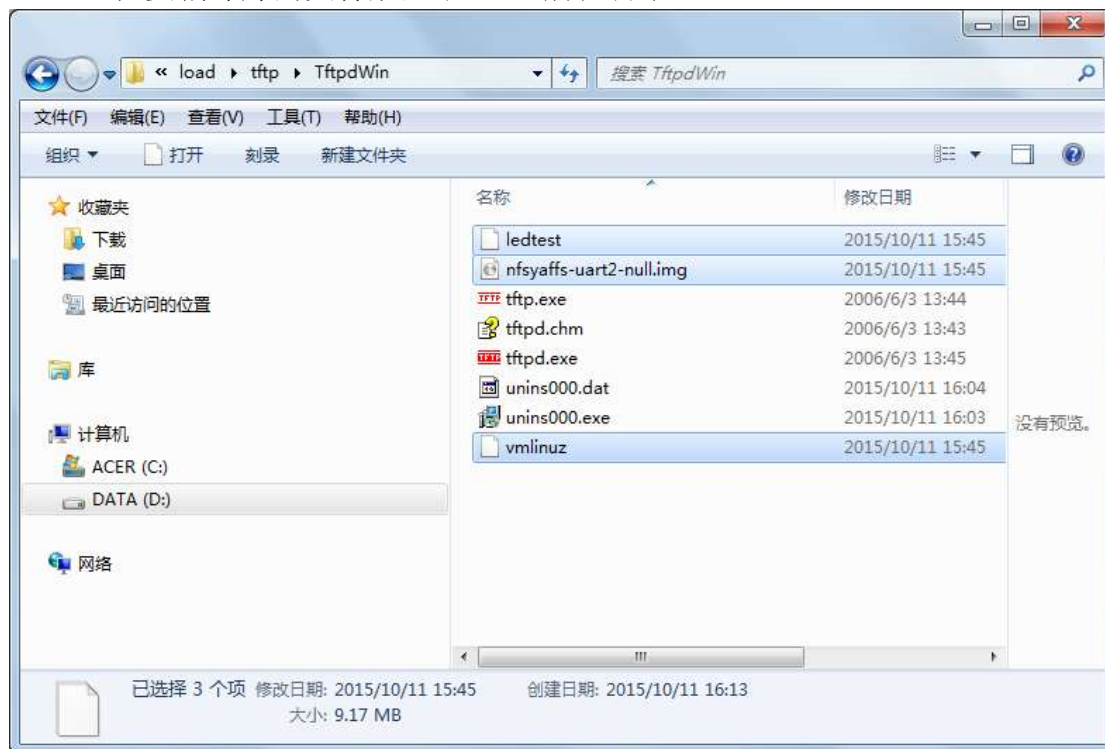 « load ▸ tftp ▸ TftpdWin 搜索 TftpdWin
文件(F) 编辑(E) 查看(V) 工具(T) 帮助(H)
组织 打开 刻录 新建文件夹
收藏夹
下载
桌面
最近访问的位置
库
计算机
ACER (C:)
DATA (D:)
网络
名称 修改日期
ledtest 2015/10/11 15:45
nfsyaffs-uart2-null.img 2015/10/11 15:45
tftp.exe 2006/6/3 13:44
tftpd.chm 2006/6/3 13:43
tftpd.exe 2006/6/3 13:45
unins000.dat 2015/10/11 16:04
unins000.exe 2015/10/11 16:03
vmlinuz 2015/10/11 15:45
没有预览。
已选择 3 个项 修改日期: 2015/10/11 15:45 创建日期: 2015/10/11 16:13
大小: 9.17 MB